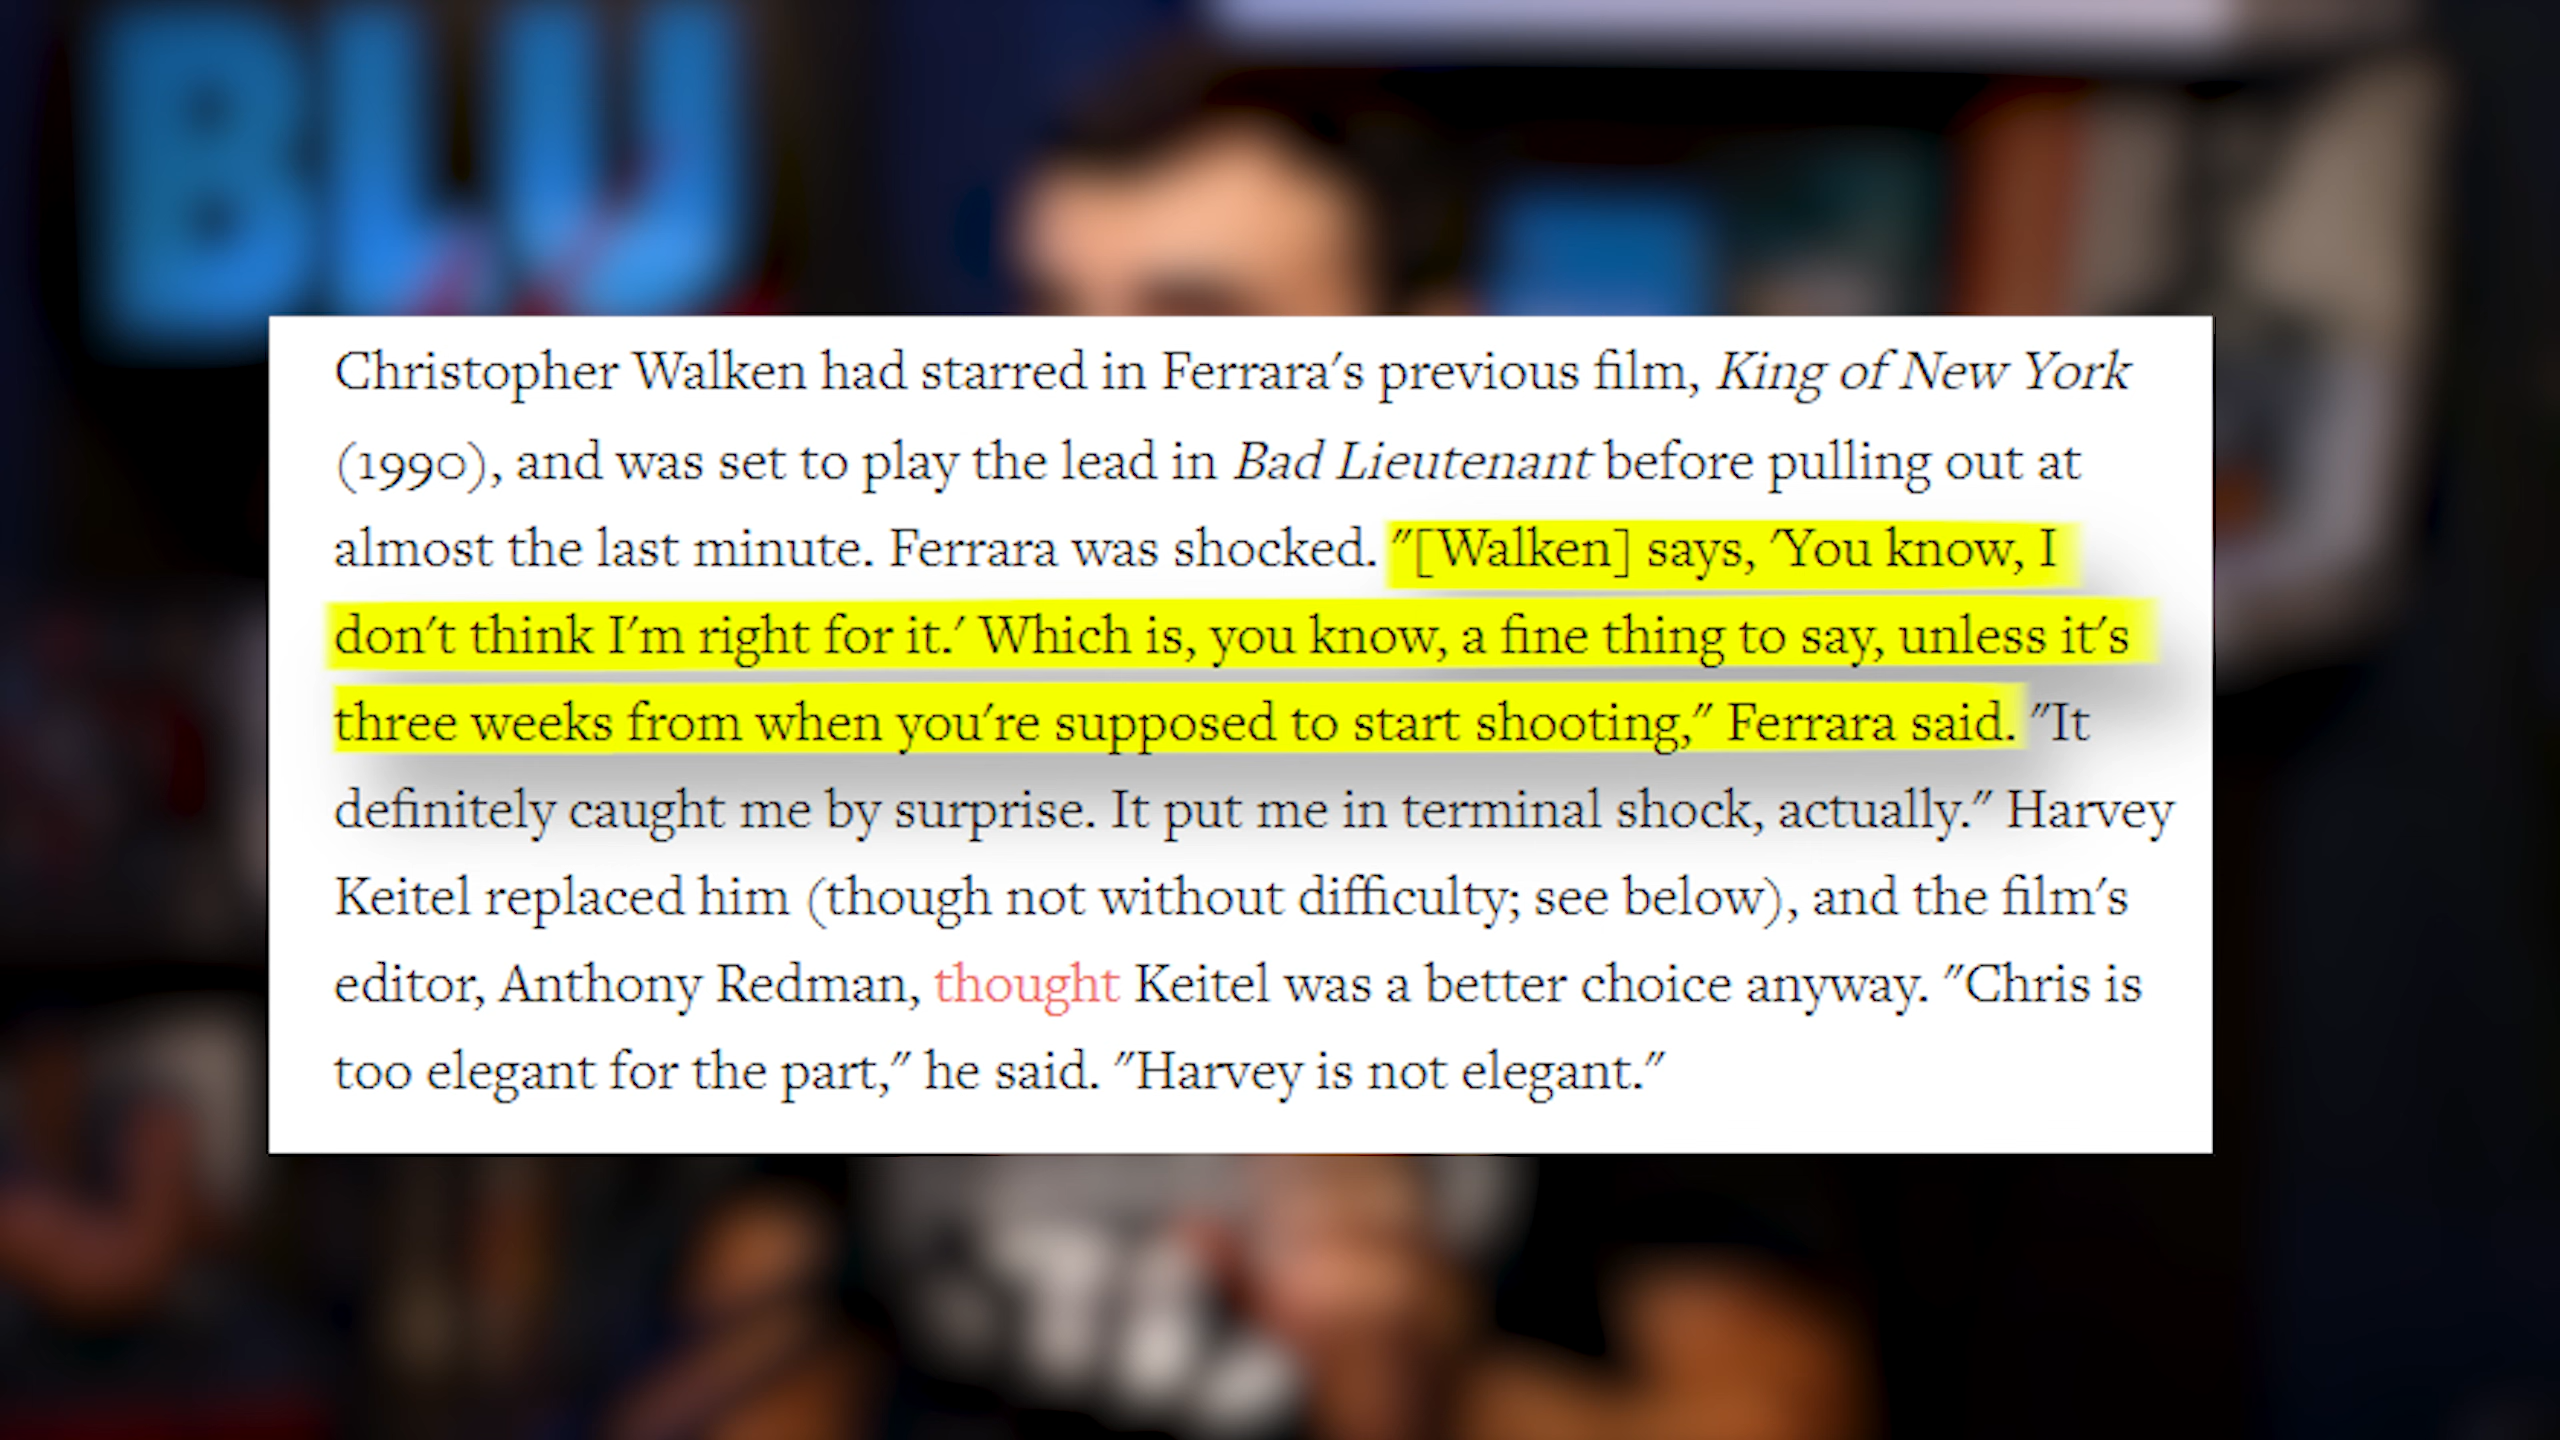 BLU
Christopher Walken had starred in Ferrara's previous film, King of New York
(1990), and was set to play the lead in Bad Lieutenant before pulling out at
almost the last minute. Ferrara was shocked. "[Walken] says, 'You know, I
don't think I'm right for it.' Which is, you know, a fine thing to say, unless it's
three weeks from when you're supposed to start shooting," Ferrara said. "It
definitely caught me by surprise. It put me in terminal shock, actually." Harvey
Keitel replaced him (though not without difficulty; see below), and the film's
editor, Anthony Redman, thought Keitel was a better choice anyway. "Chris is
too elegant for the part," he said. "Harvey is not elegant."